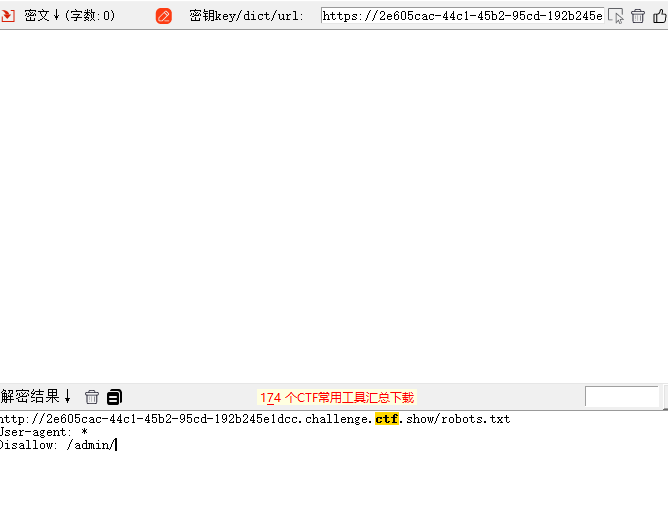 密文↓(字数:0) 密钥key/dict/url: https://2e605cac-44c1-45b2-95cd-192b245e
解密结果↓ 174 个CTF常用工具汇总下载
http://2e605cac-44c1-45b2-95cd-192b245e1dcc.challenge.ctf.show/robots.txt
User-agent: *
Disallow: /admin/